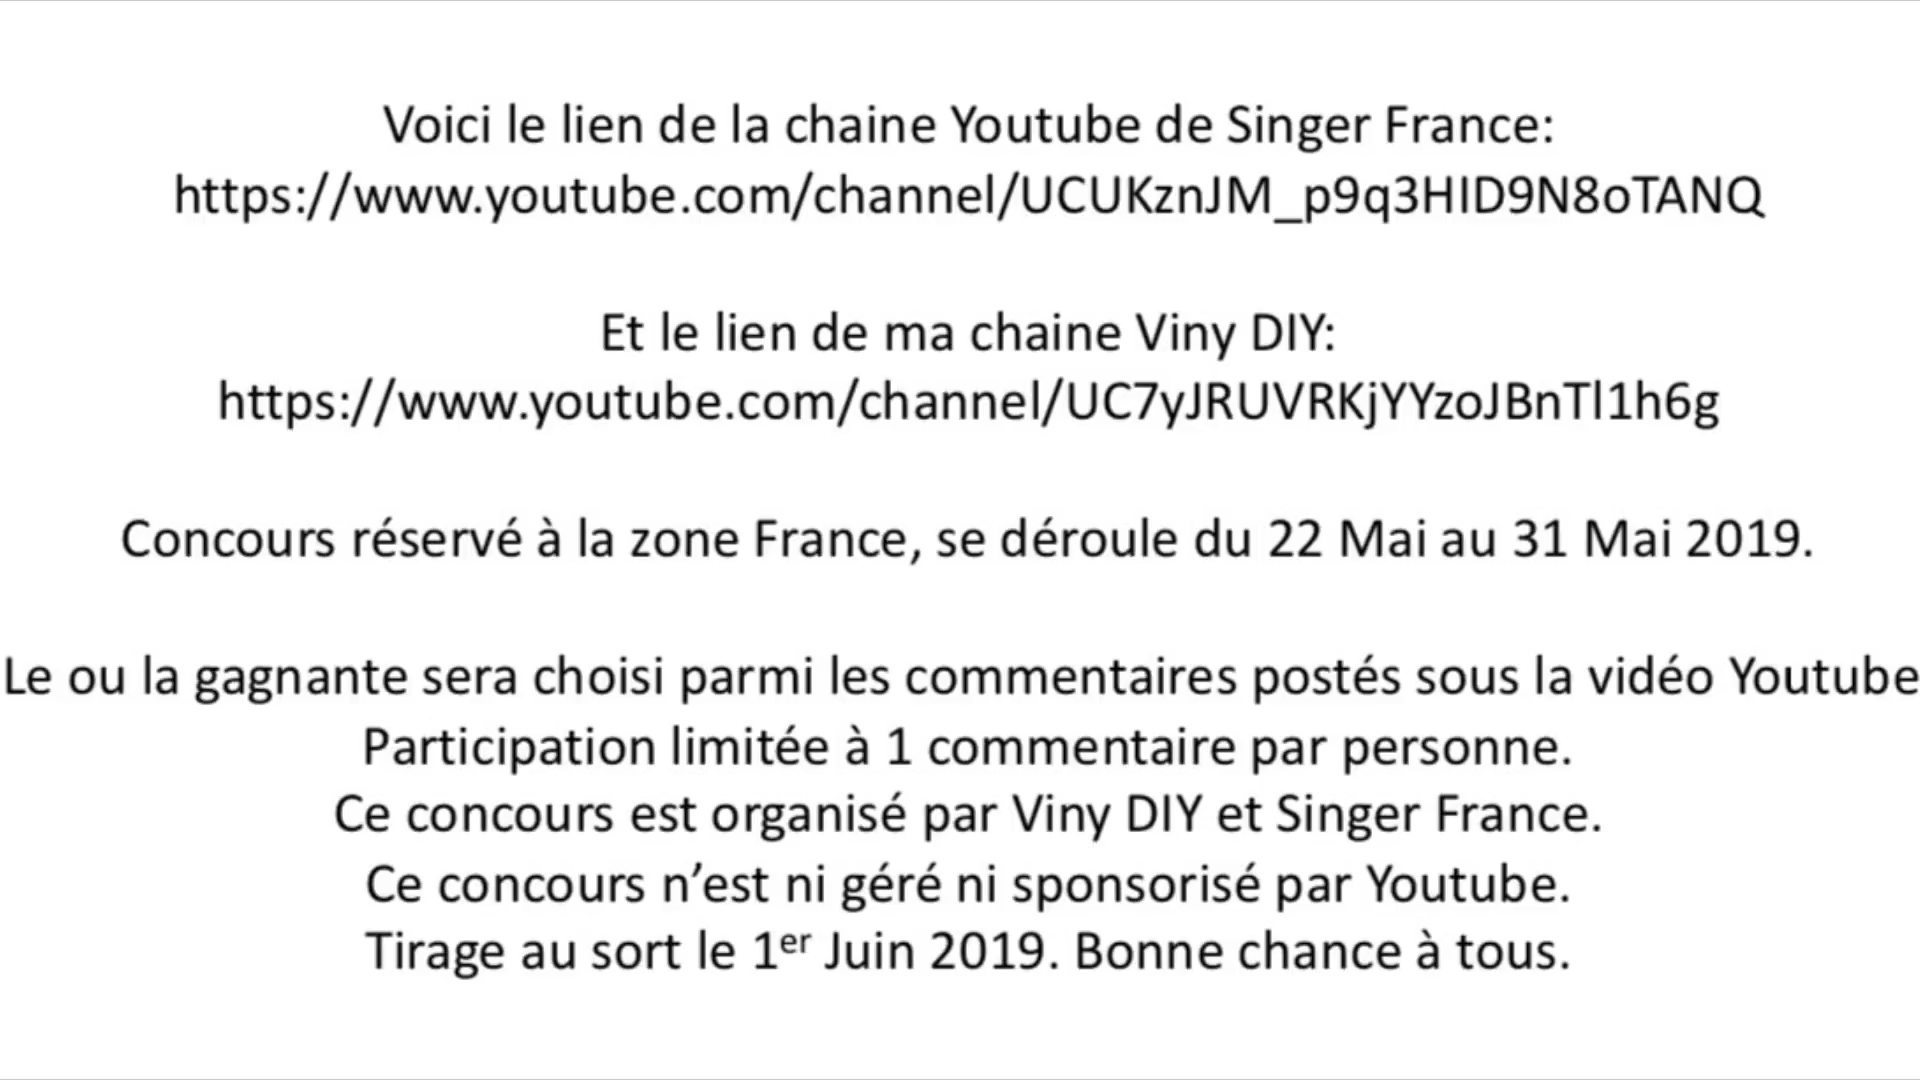 Voici le lien de la chaine Youtube de Singer France:
https://www.youtube.com/channel/UCUKznJM_p9q3HID9N8oTANQ
Et le lien de ma chaine Viny DIY:
https://www.youtube.com/channel/UC7yJRUVRKjYYzoJBnTl1h6g
Concours réservé à la zone France, se déroule du 22 Mai au 31 Mai 2019.
Le ou la gagnante sera choisi parmi les commentaires postés sous la vidéo Youtube
Participation limitée à 1 commentaire par personne.
Ce concours est organisé par Viny DIY et Singer France.
Ce concours n’est ni géré ni sponsorisé par Youtube.
Tirage au sort le 1er Juin 2019. Bonne chance à tous.